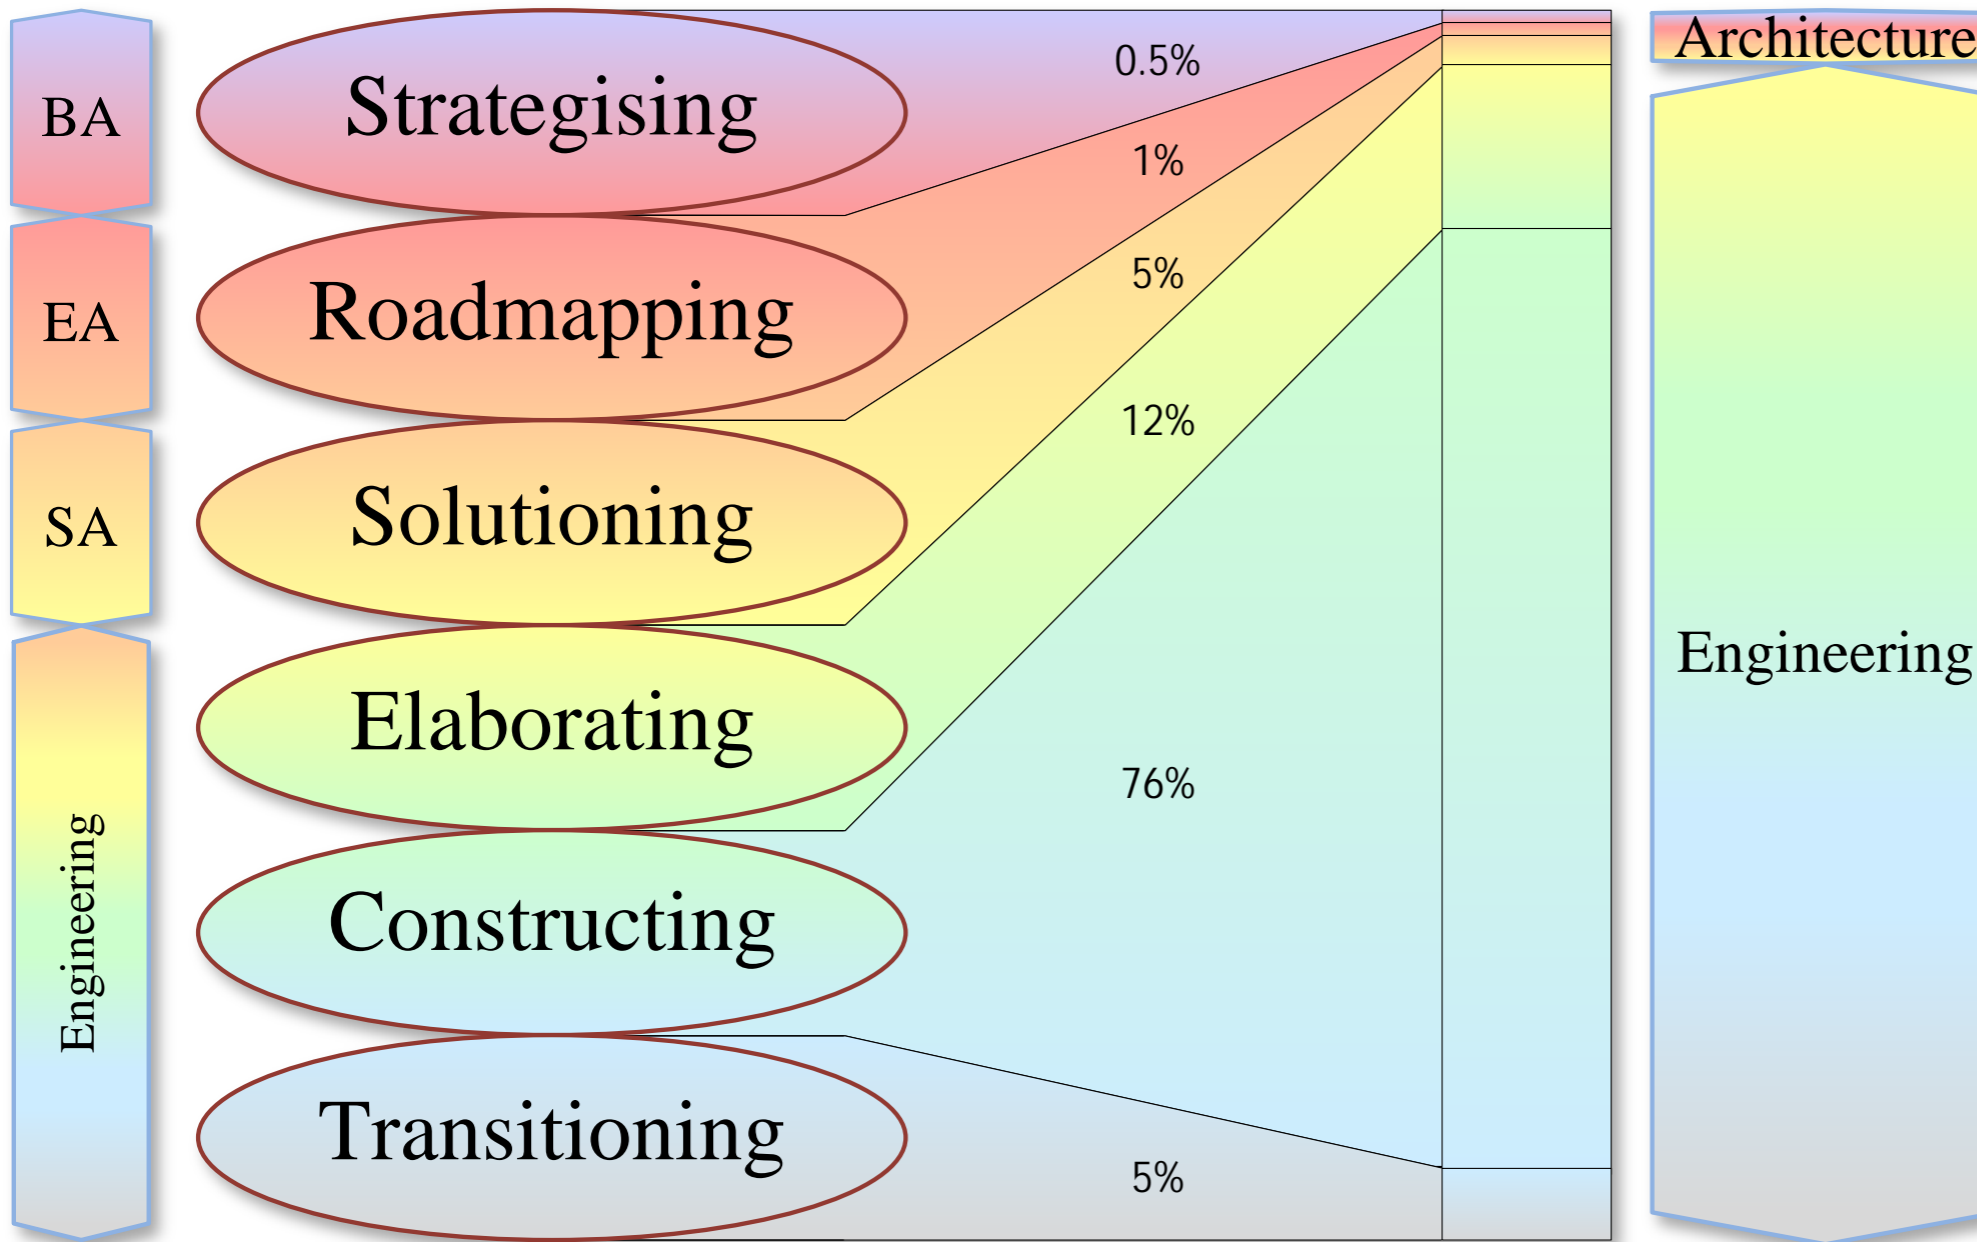 BA
Strategising
0.5%
Architecture
EA
Roadmapping
1%
SA
Solutioning
5%
Engineering
Elaborating
12%
Constructing
76%
Transitioning
5%
Engineering